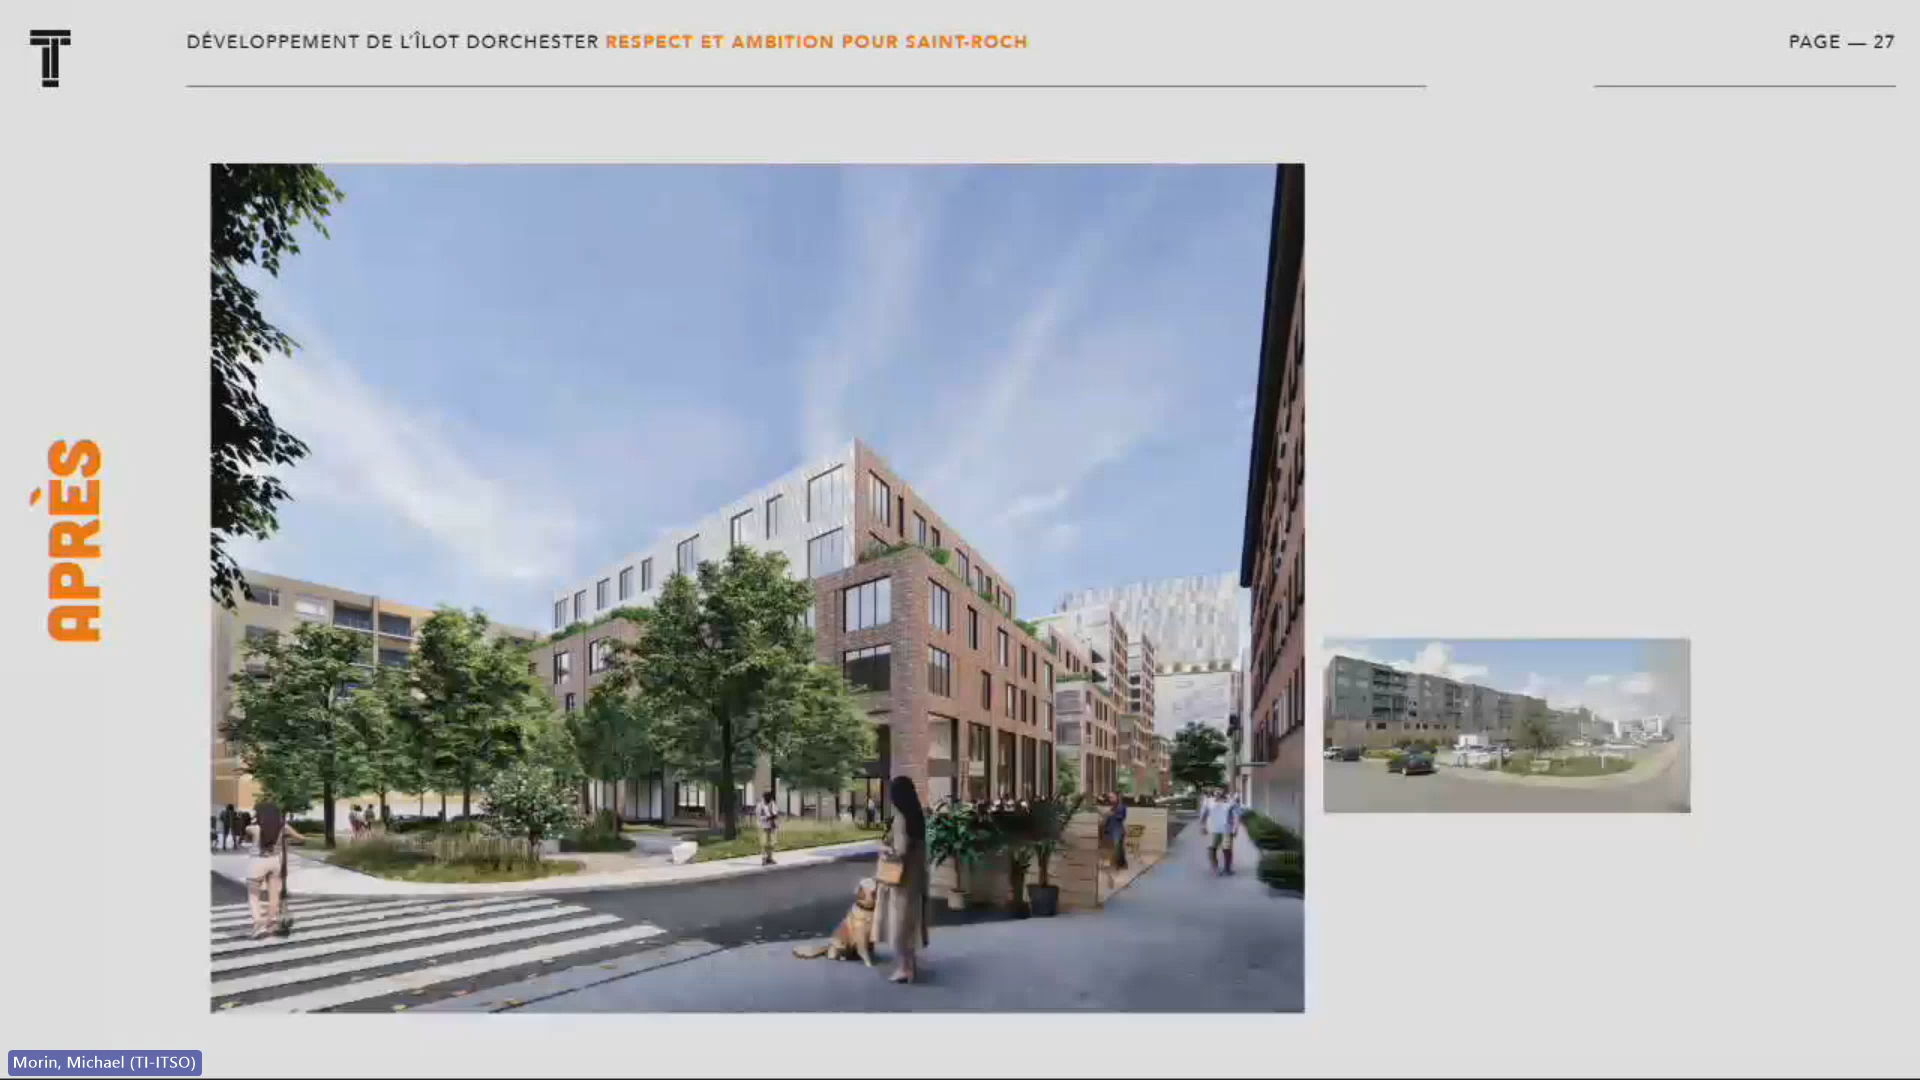 T
DÉVELOPPEMENT DE L'ÎLOT DORCHESTER RESPECT ET AMBITION POUR SAINT-ROCH
PAGE — 27
APRÈS
Morin, Michael (TI-ITSO)